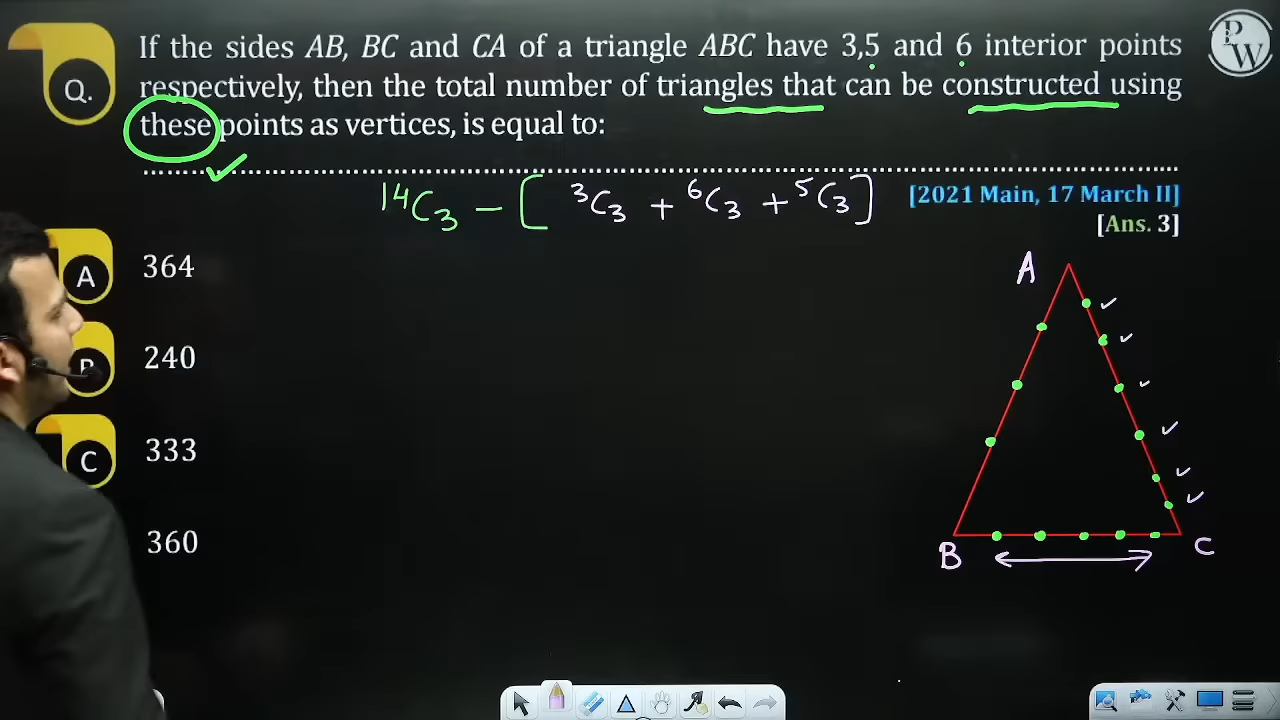 Q.
If the sides AB, BC and CA of a triangle ABC have 3,5 and 6 interior points
respectively, then the total number of triangles that can be constructed using
these points as vertices, is equal to:
¹⁴C₃ − [ ³C₃ + ⁶C₃ + ⁵C₃ ]
[2021 Main, 17 March II]
[Ans. 3]
A 364
B 240
C 333
360
A
B
C
PW